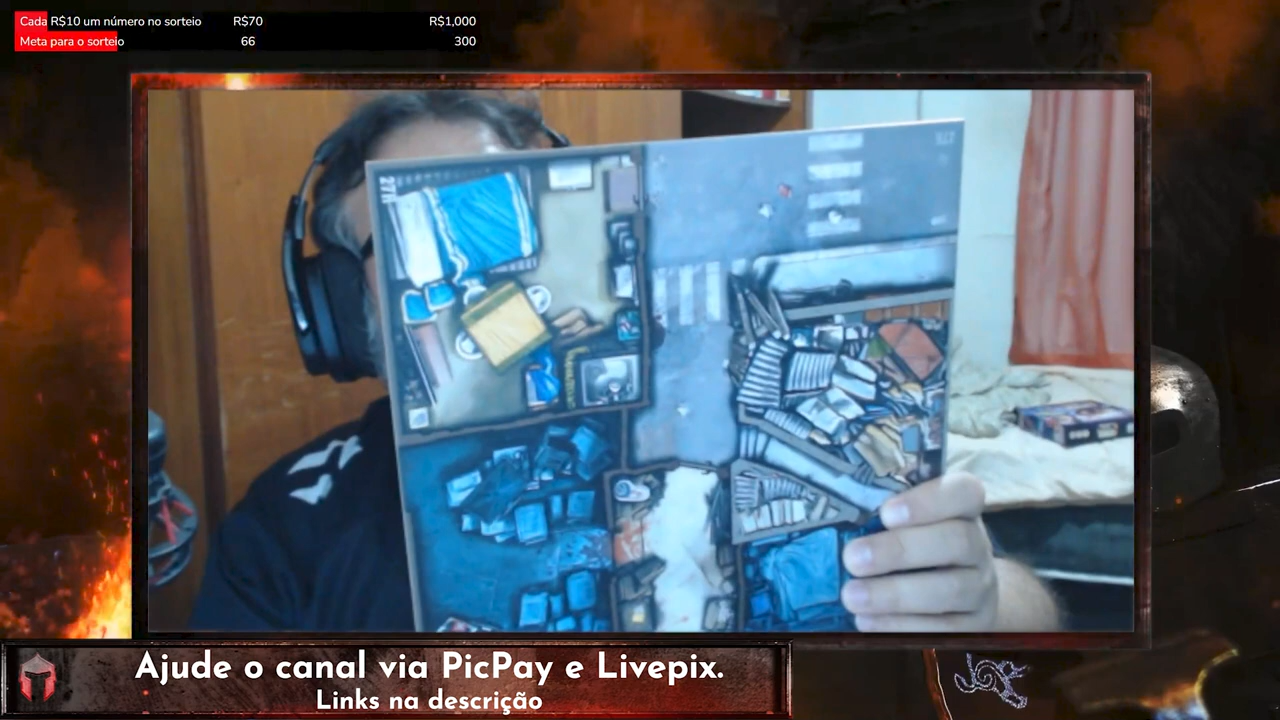 Cada R$10 um número no sorteio R$70 R$1,000
Meta para o sorteio 66 300
27R
Ajude o canal via PicPay e Livepix.
Links na descrição